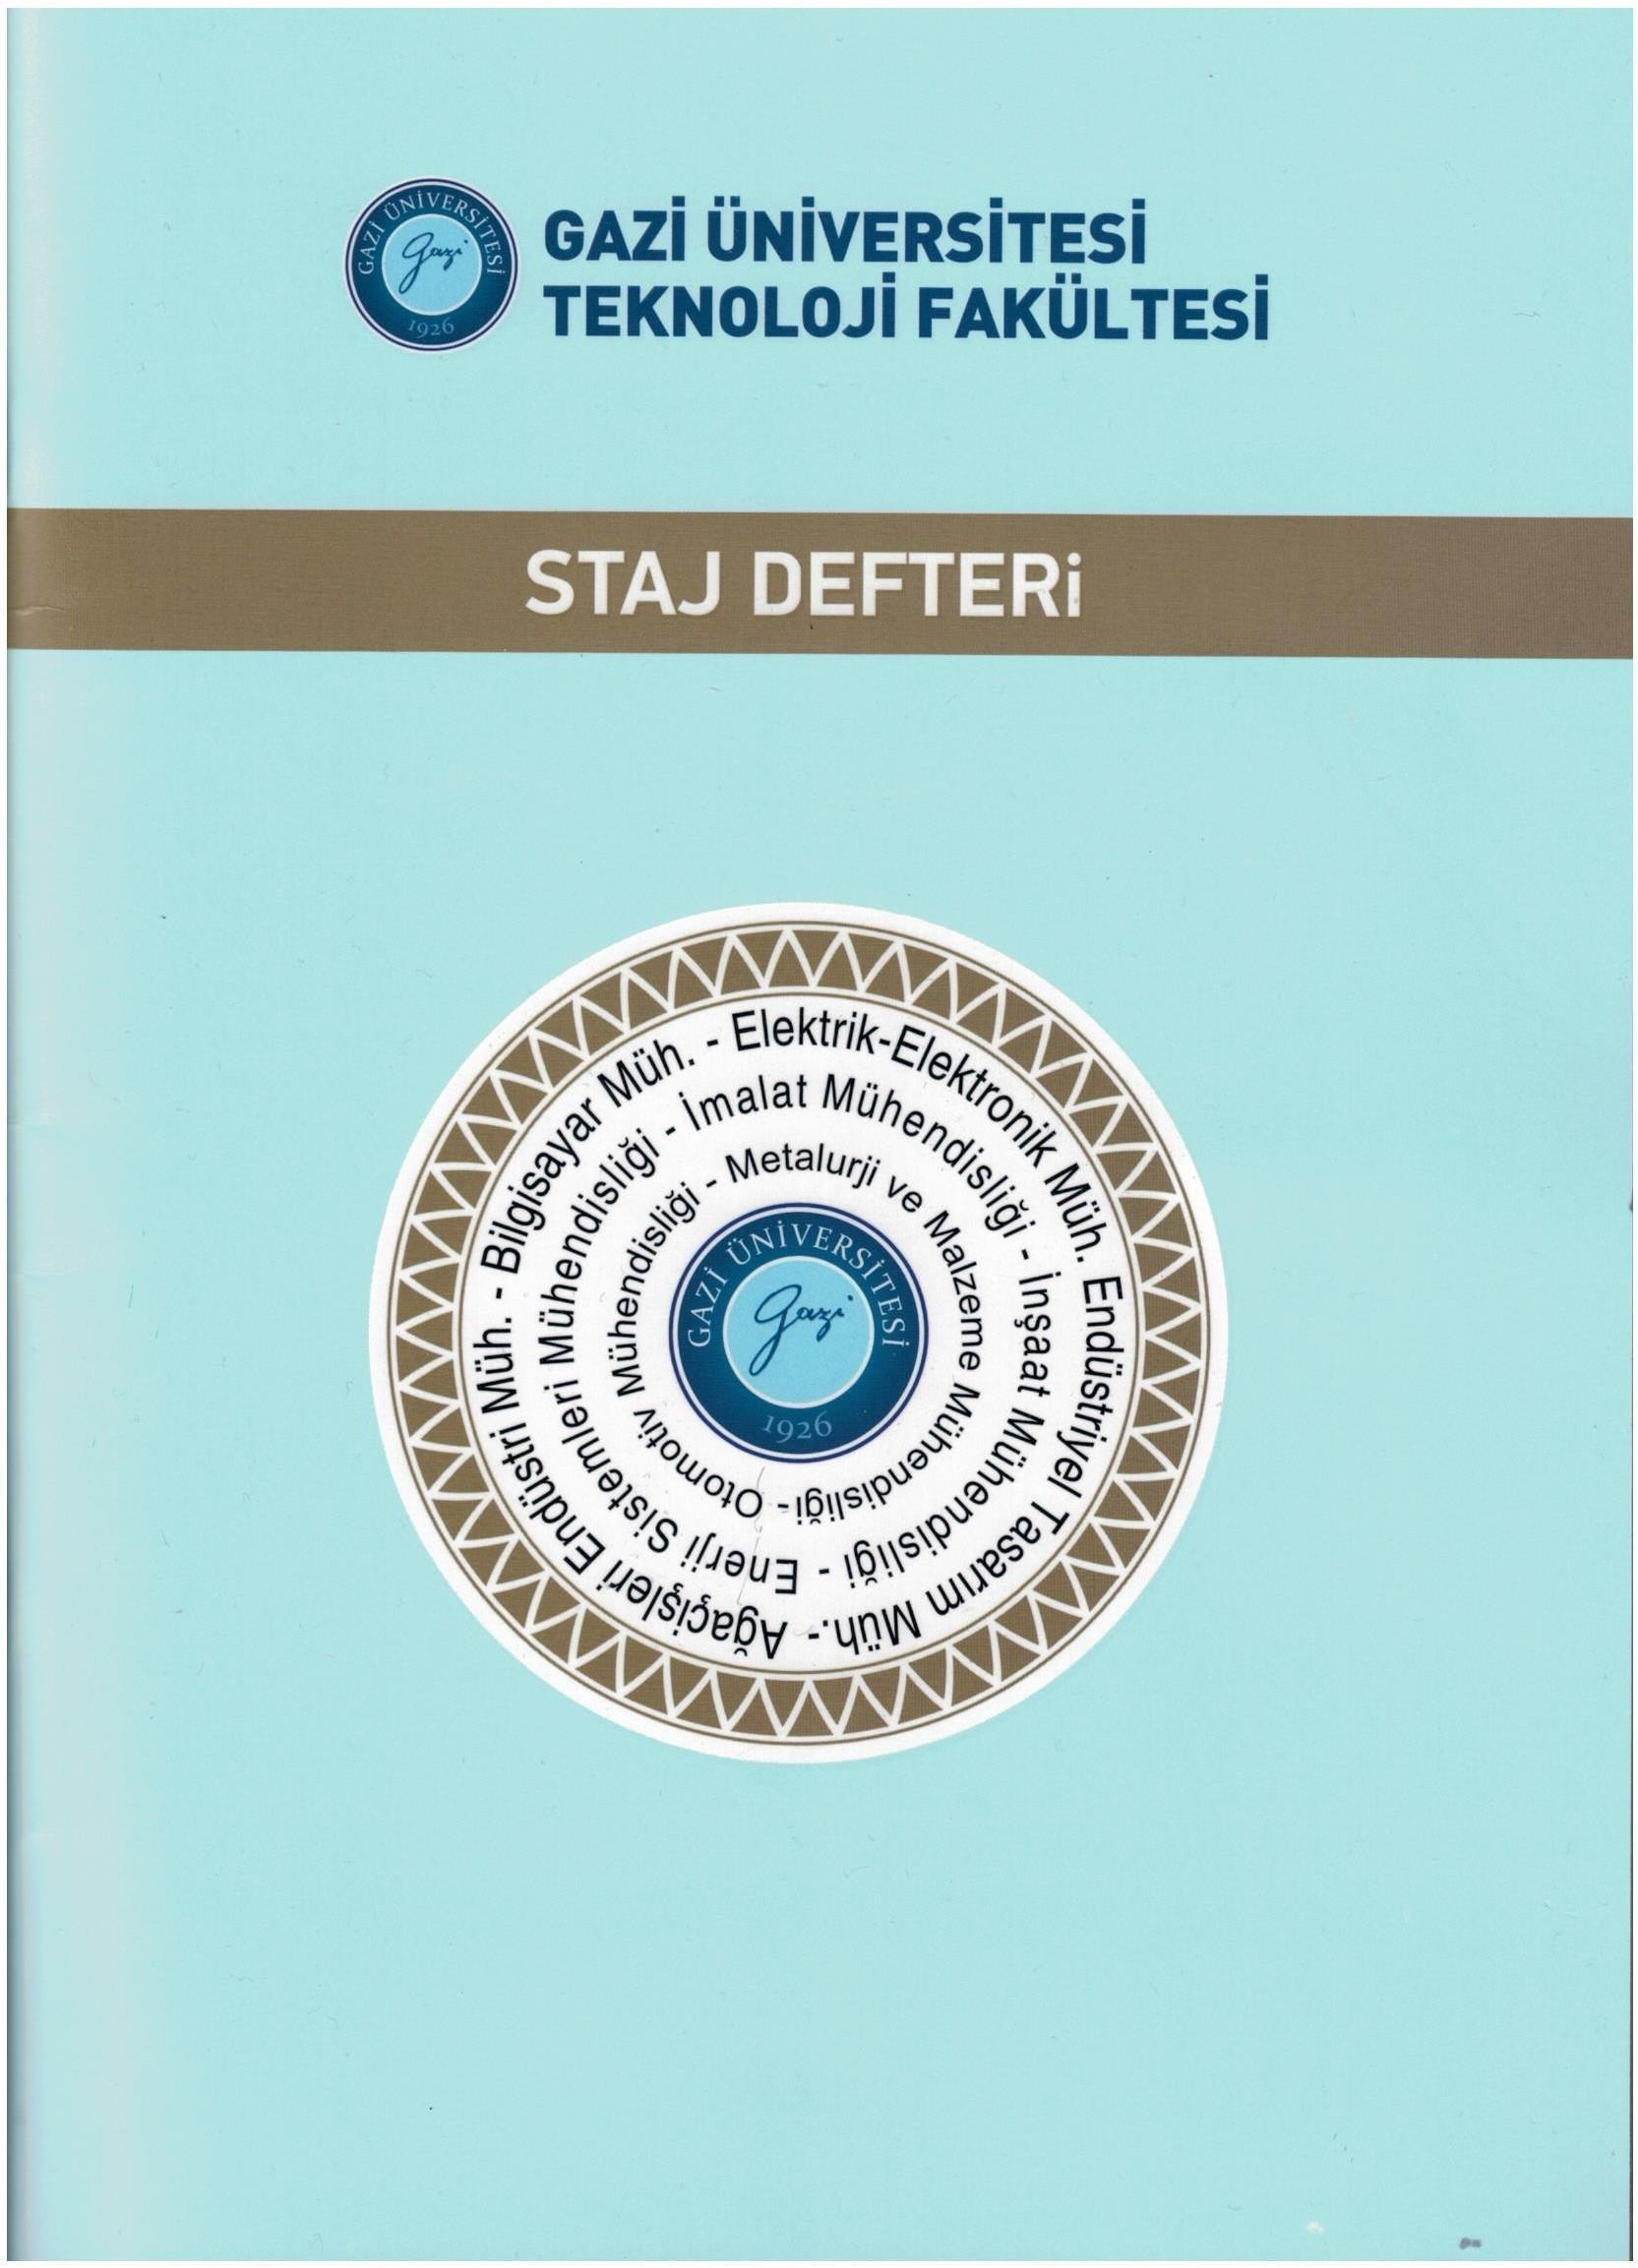 GAZİ ÜNİVERSİTESİ
gazi
1926
GAZİ ÜNİVERSİTESİ
TEKNOLOJİ FAKÜLTESİ
STAJ DEFTERi
Ağaçişleri Endüstri Müh. - Bilgisayar Müh. - Elektrik-Elektronik Müh. Endüstriyel Tasarım Müh.-
Enerji Sistemleri Mühendisliği - İmalat Mühendisliği - İnşaat Mühendisliği -
Otomotiv Mühendisliği - Metalurji ve Malzeme Mühendisliği -
GAZİ ÜNİVERSİTESİ
gazi
1926